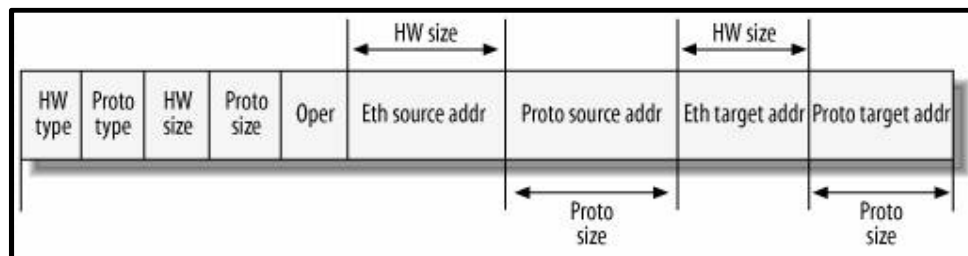 HW size
HW size
HW type
Proto type
HW size
Proto size
Oper
Eth source addr
Proto source addr
Eth target addr
Proto target addr
Proto
size
Proto
size